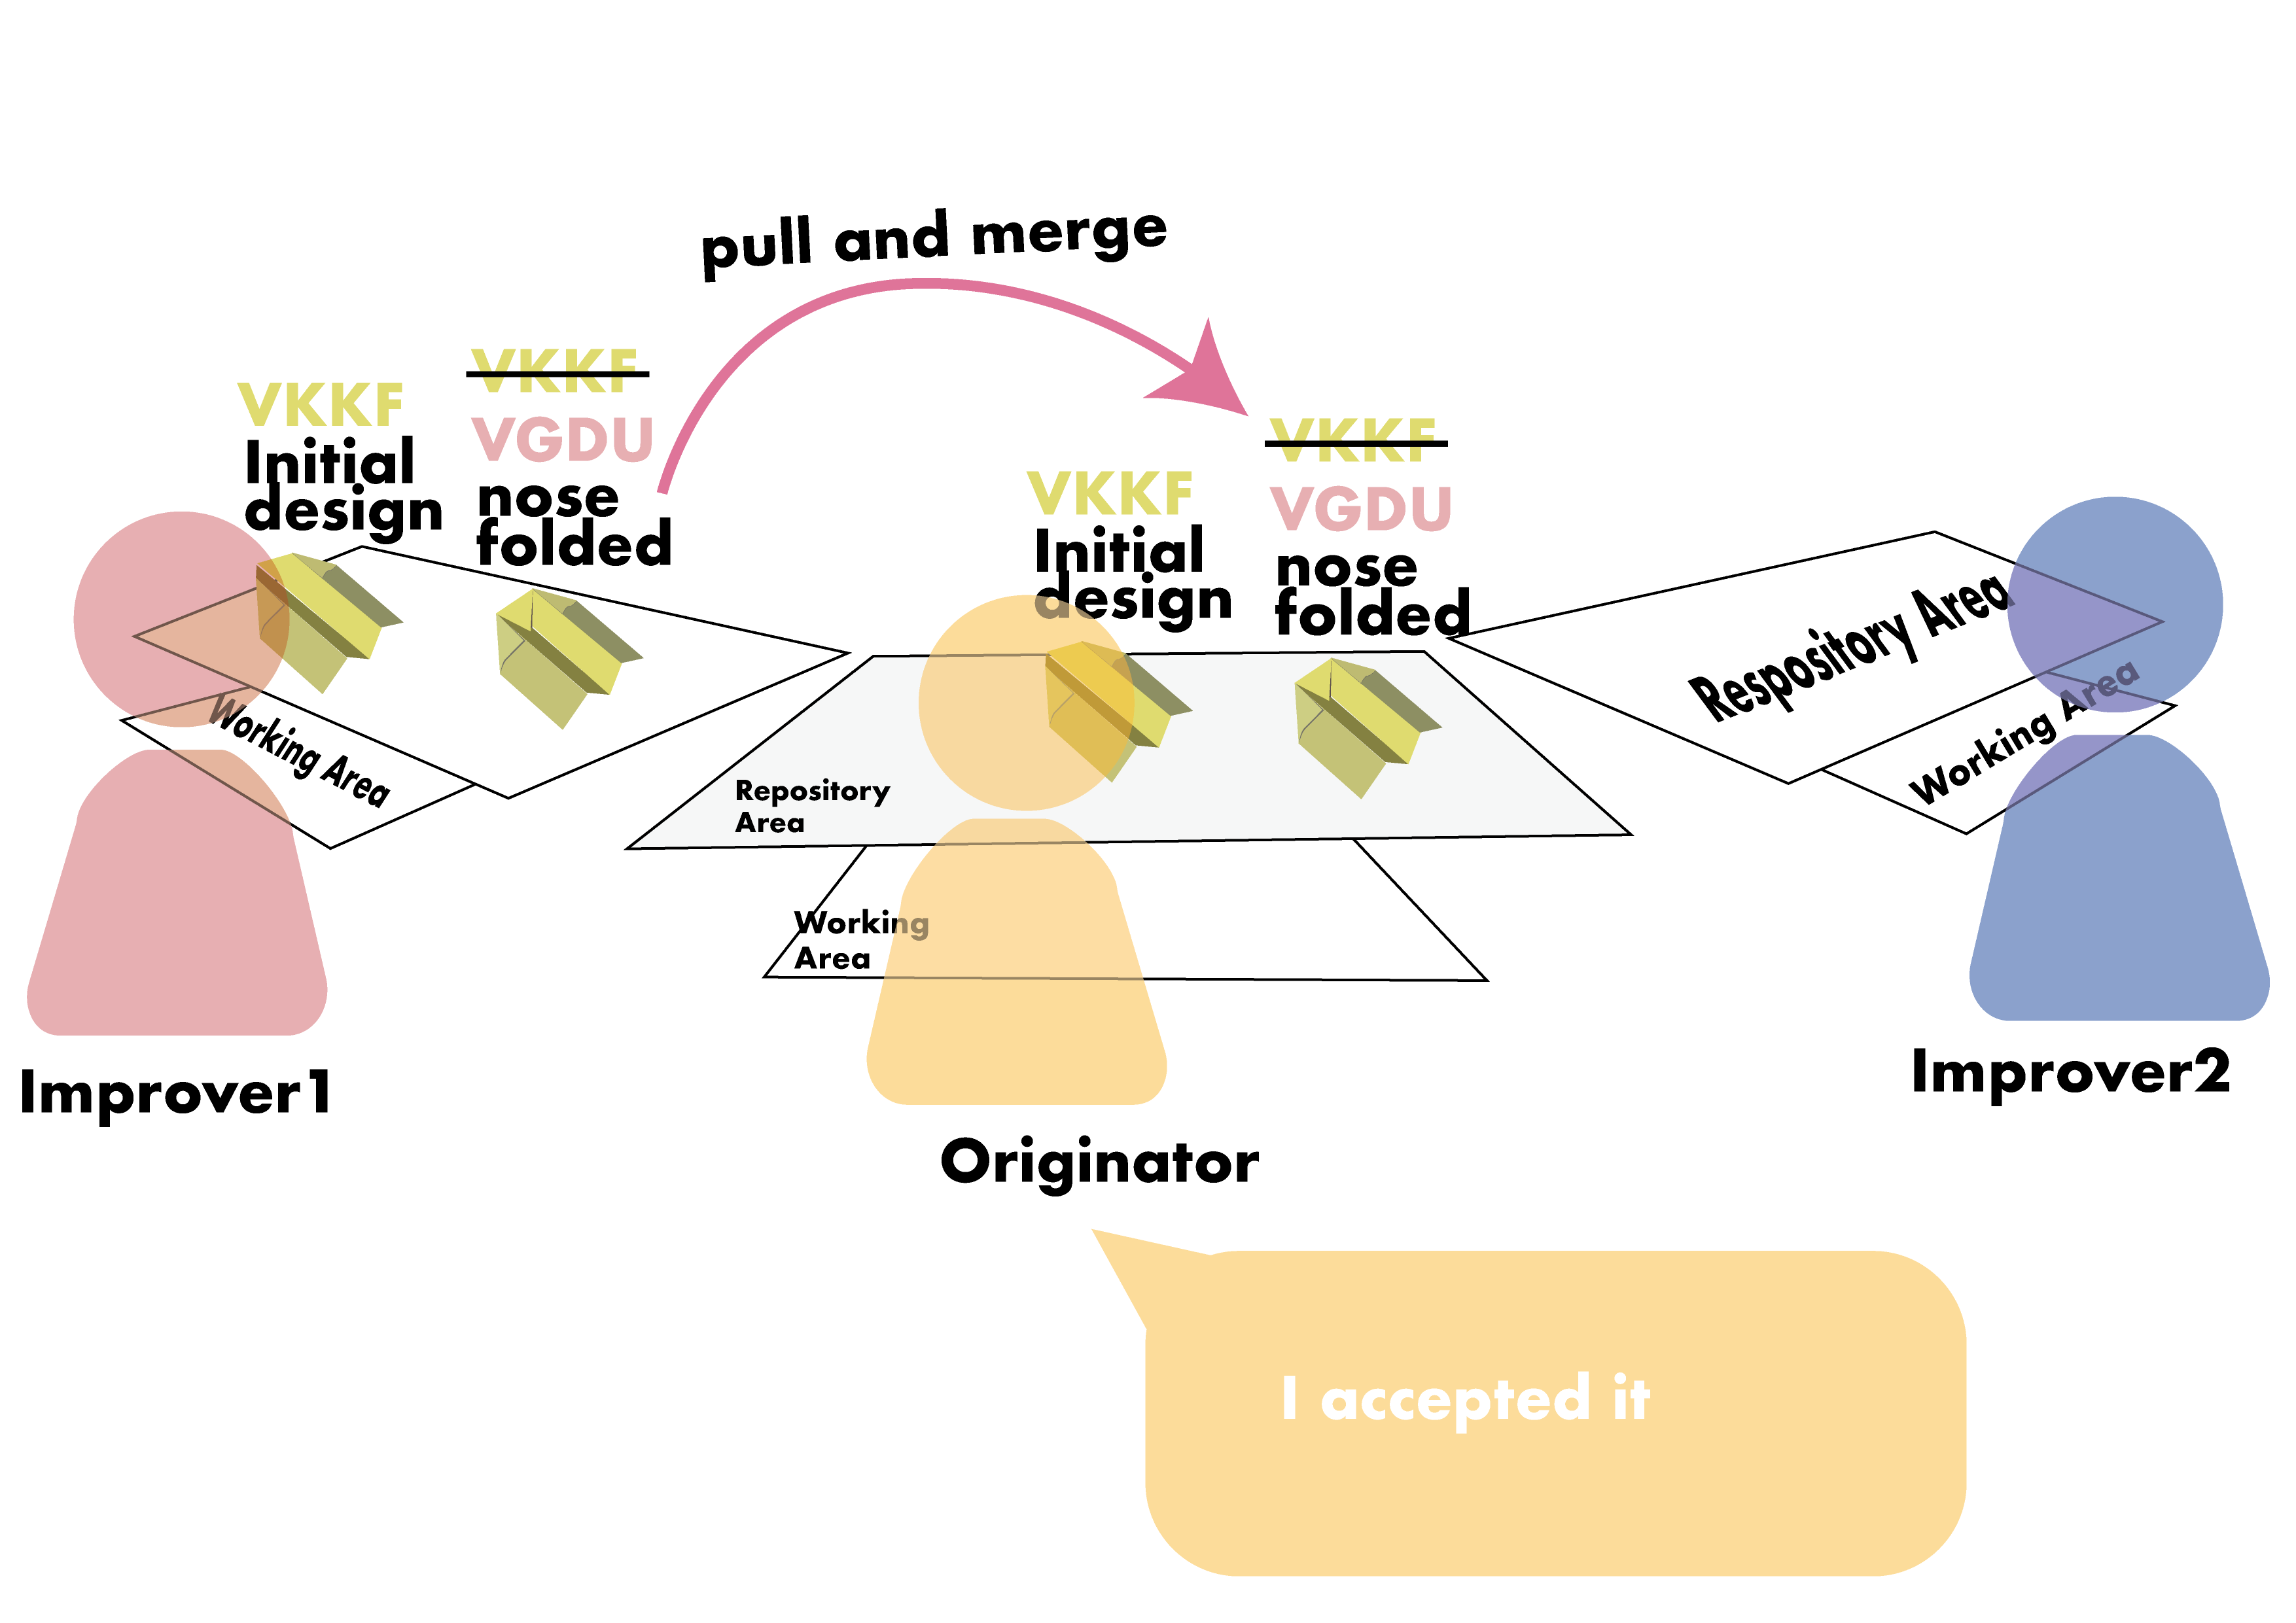 pull and merge
VKKF
Initial
design
VKKF
VGDU
nose
folded
VKKF
Initial
design
VKKF
VGDU
nose
folded
Respository Area
Working Area
Working Area
Repository
Area
Working
Area
Improver1
Originator
Improver2
I accepted it